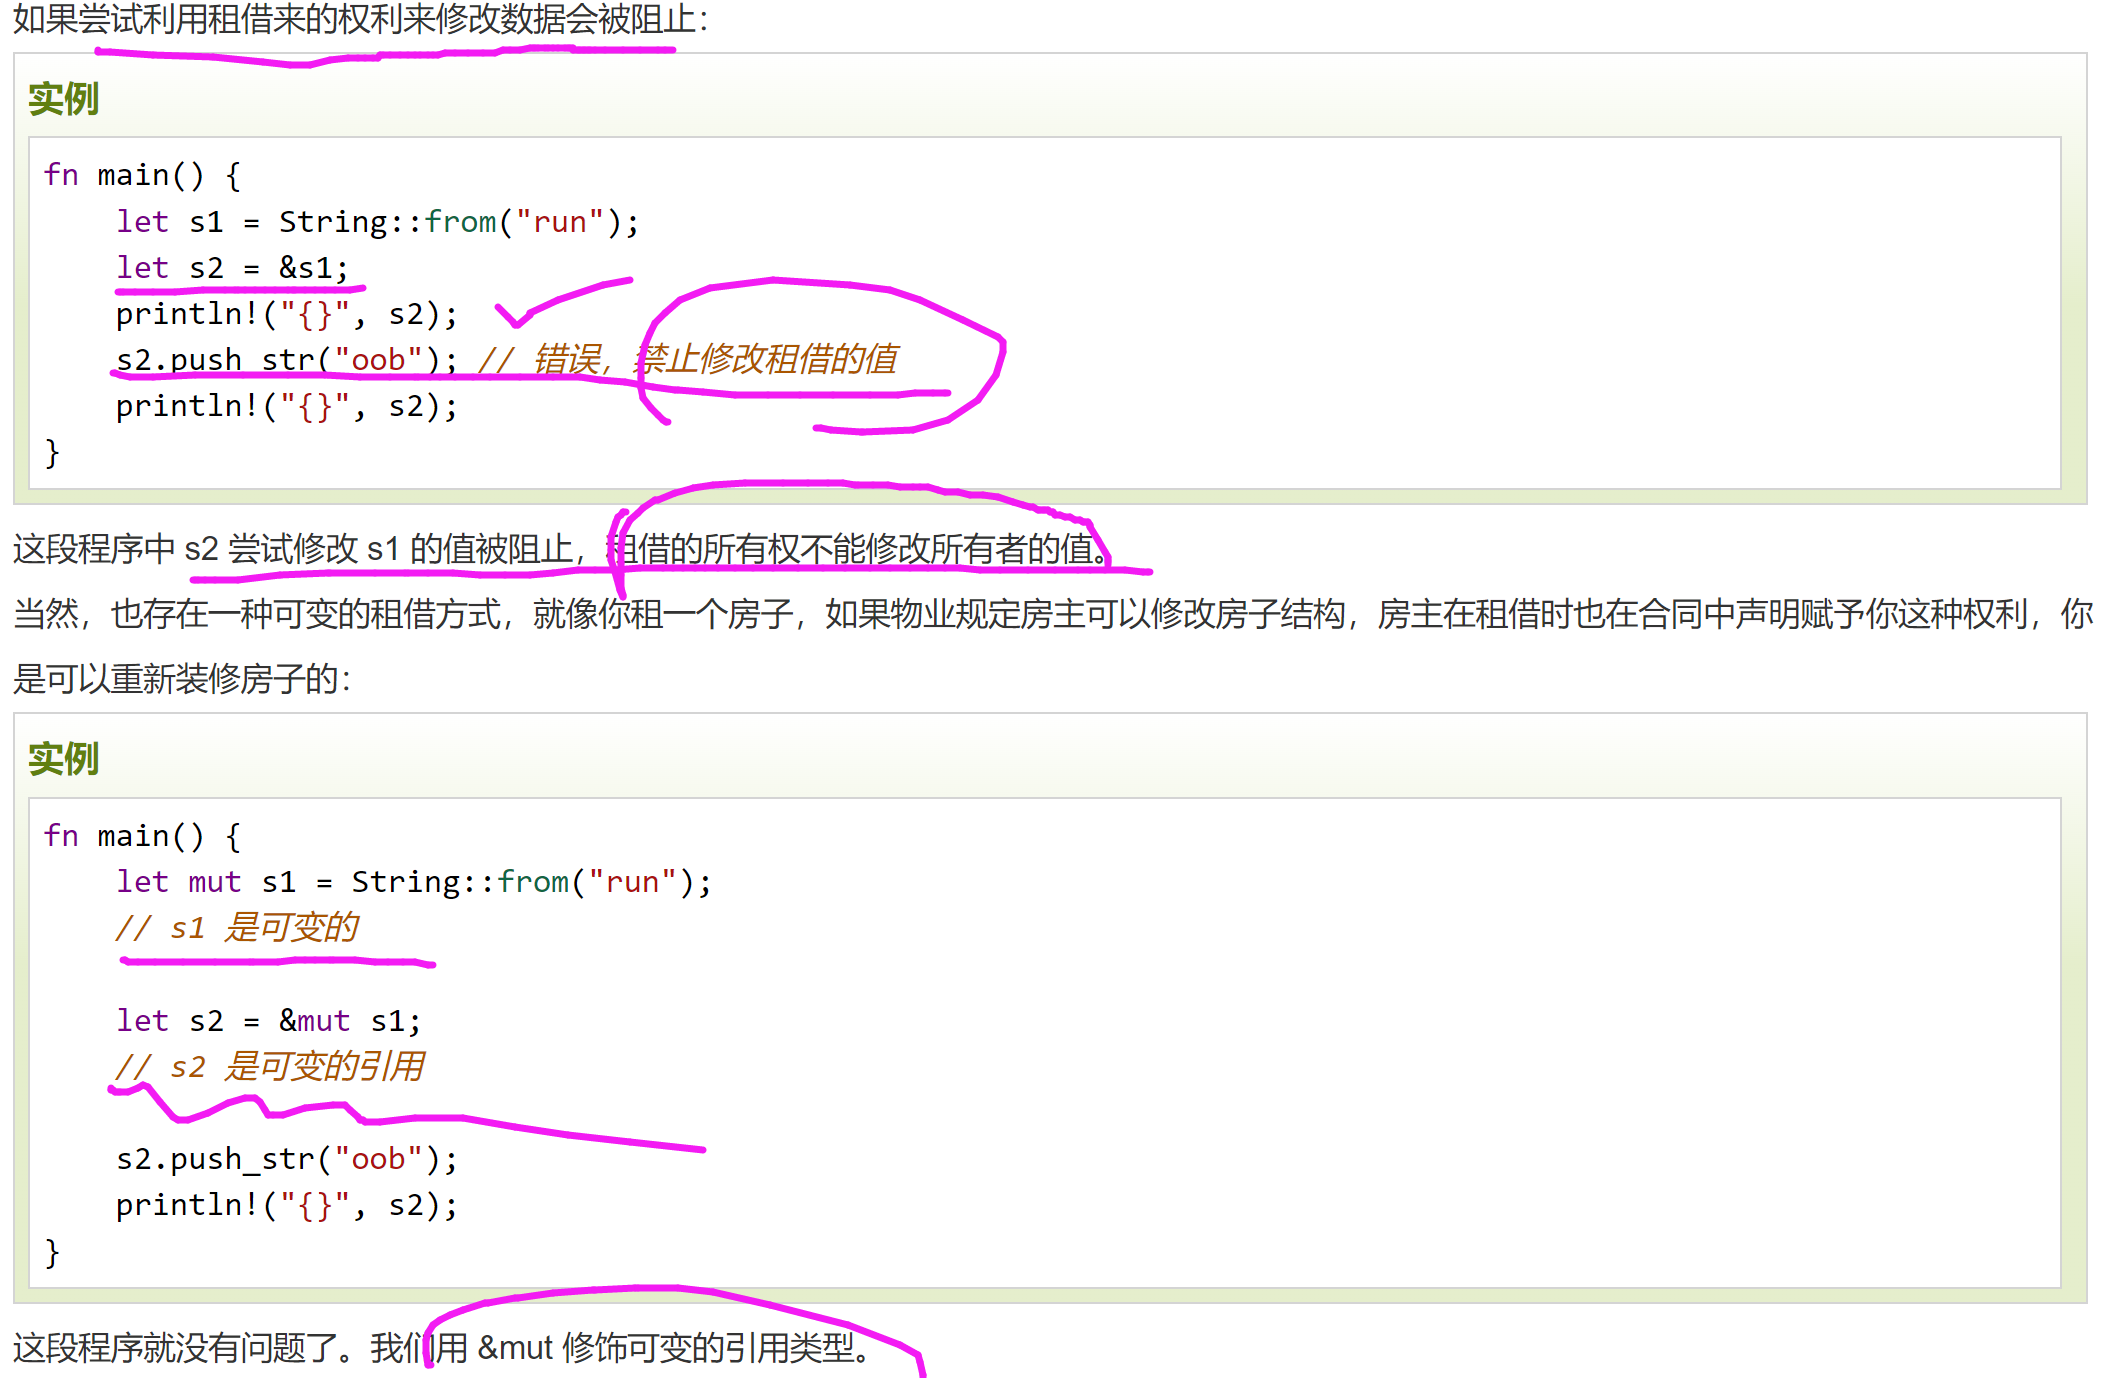 如果尝试利用租借来的权利来修改数据会被阻止：
实例
fn main() {
    let s1 = String::from("run");
    let s2 = &s1;
    println!("{}", s2);
    s2.push_str("oob"); // 错误，禁止修改租借的值
    println!("{}", s2);
}
这段程序中 s2 尝试修改 s1 的值被阻止，租借的所有权不能修改所有者的值。
当然，也存在一种可变的租借方式，就像你租一个房子，如果物业规定房主可以修改房子结构，房主在租借时也在合同中声明赋予你这种权利，你
是可以重新装修房子的：
实例
fn main() {
    let mut s1 = String::from("run");
    // s1 是可变的
    let s2 = &mut s1;
    // s2 是可变的引用
    s2.push_str("oob");
    println!("{}", s2);
}
这段程序就没有问题了。我们用 &mut 修饰可变的引用类型。